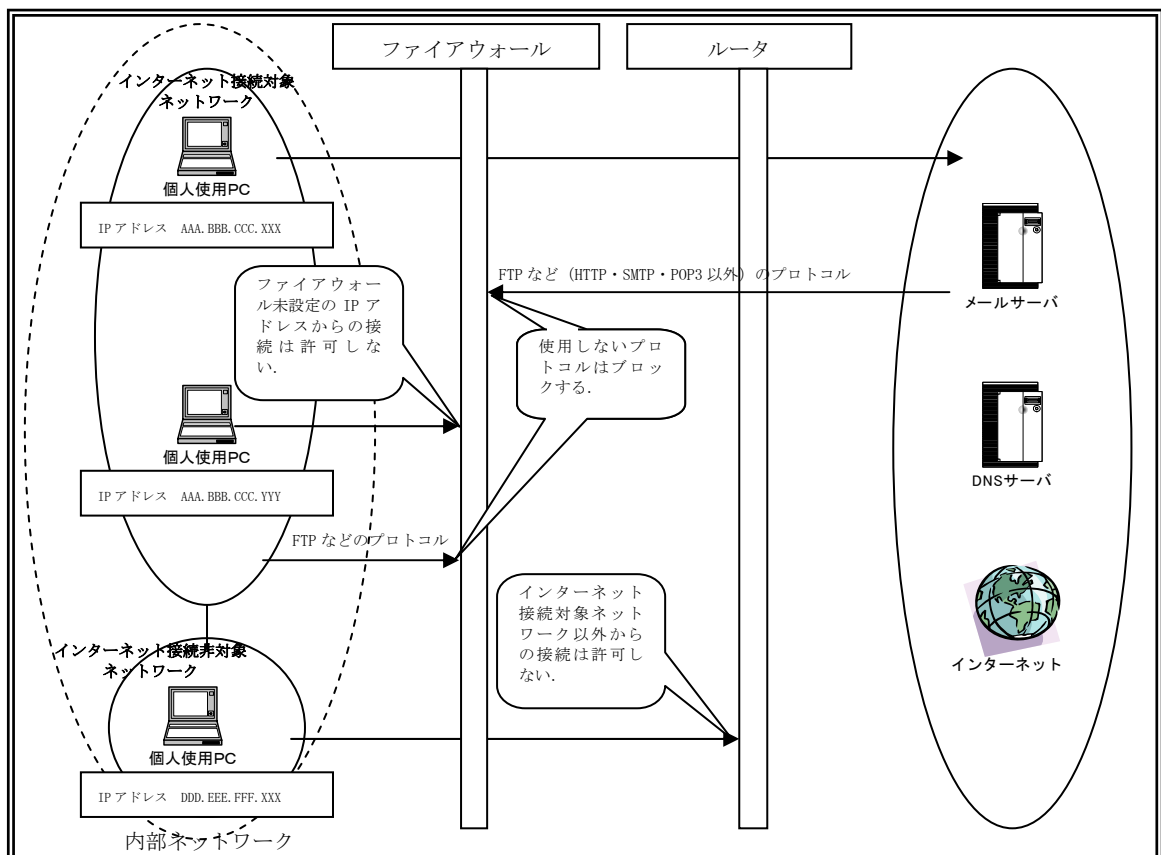 ファイアウォール
ルータ
インターネット接続対象
ネットワーク
個人使用PC
IP アドレス AAA.BBB.CCC.XXX
FTP など（HTTP・SMTP・POP3 以外）のプロトコル
メールサーバ
ファイアウォー
ル未設定の IP ア
ドレスからの接
続は許可しな
い.
使用しないプロ
トコルはブロッ
クする.
個人使用PC
IP アドレス AAA.BBB.CCC.YYY
DNSサーバ
FTP などのプロトコル
インターネット
接続対象ネット
ワーク以外から
の接続は許可し
ない.
インターネット
インターネット接続非対象
ネットワーク
個人使用PC
IP アドレス DDD.EEE.FFF.XXX
内部ネットワーク